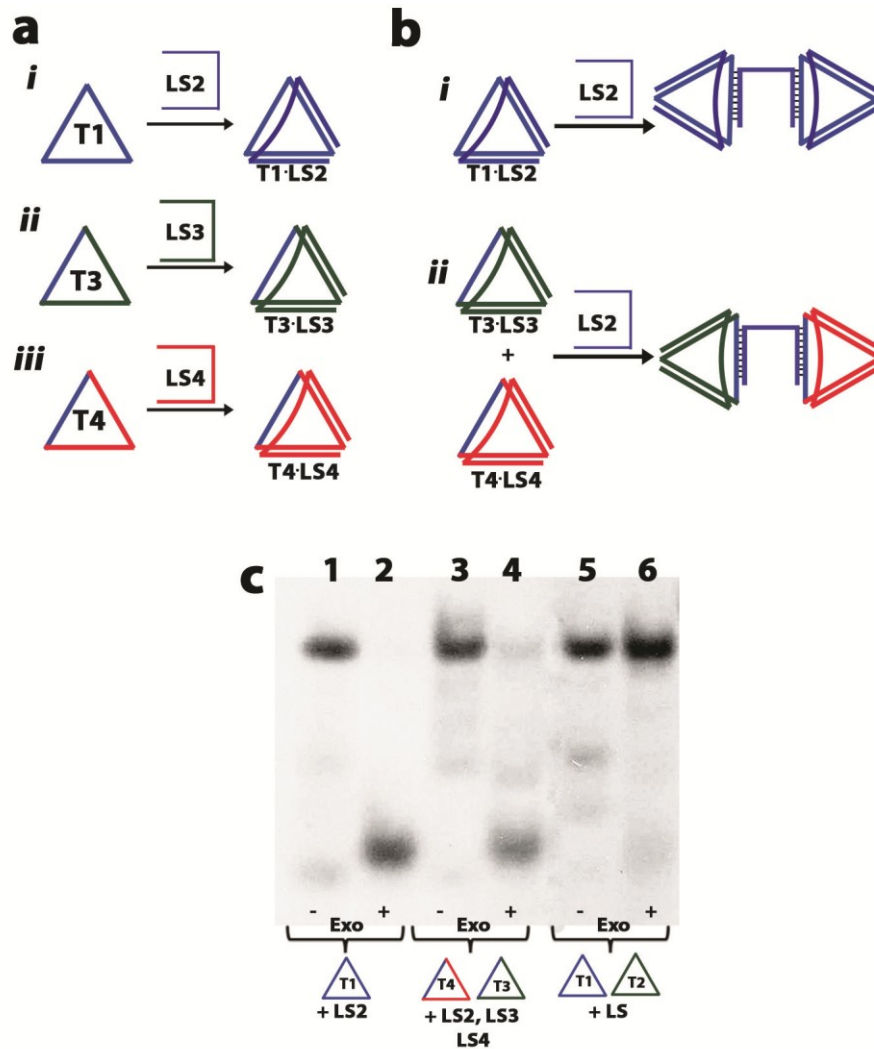 a
i
T1
LS2
T1·LS2
ii
T3
LS3
T3·LS3
iii
T4
LS4
T4·LS4
b
i
T1·LS2
LS2
ii
T3·LS3
+
T4·LS4
LS2
c
1 2 3 4 5 6
- + - + - +
Exo Exo Exo
T1 T4 T3 T1 T2
+ LS2 + LS2, LS3 + LS
LS4